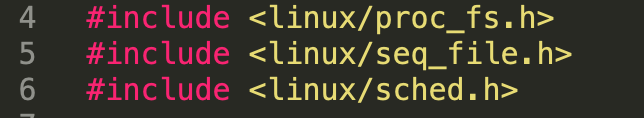 4 #include <linux/proc_fs.h>
5 #include <linux/seq_file.h>
6 #include <linux/sched.h>